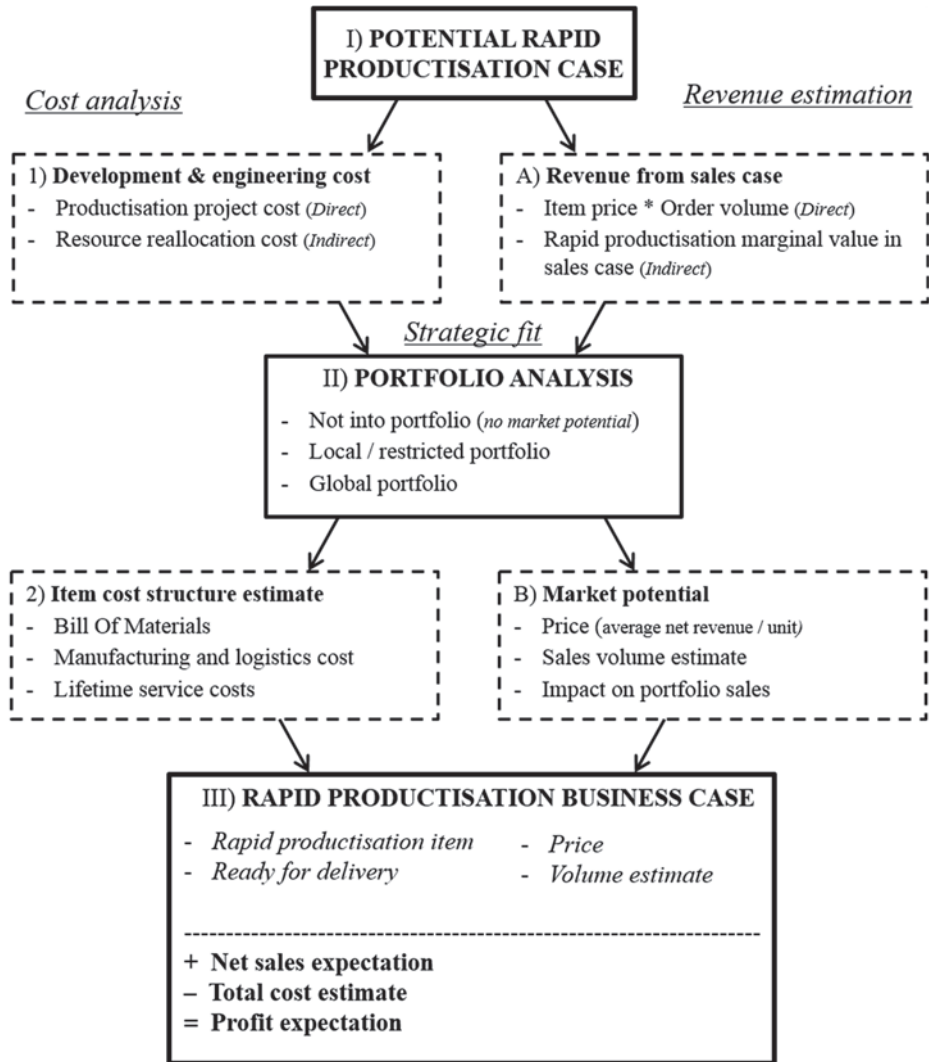 I) POTENTIAL RAPID
PRODUCTISATION CASE
Cost analysis
Revenue estimation
1) Development & engineering cost
- Productisation project cost (Direct)
- Resource reallocation cost (Indirect)
A) Revenue from sales case
- Item price * Order volume (Direct)
- Rapid productisation marginal value in
sales case (Indirect)
Strategic fit
II) PORTFOLIO ANALYSIS
- Not into portfolio (no market potential)
- Local / restricted portfolio
- Global portfolio
2) Item cost structure estimate
- Bill Of Materials
- Manufacturing and logistics cost
- Lifetime service costs
B) Market potential
- Price (average net revenue / unit)
- Sales volume estimate
- Impact on portfolio sales
III) RAPID PRODUCTISATION BUSINESS CASE
- Rapid productisation item
- Ready for delivery
- Price
- Volume estimate
+ Net sales expectation
– Total cost estimate
= Profit expectation